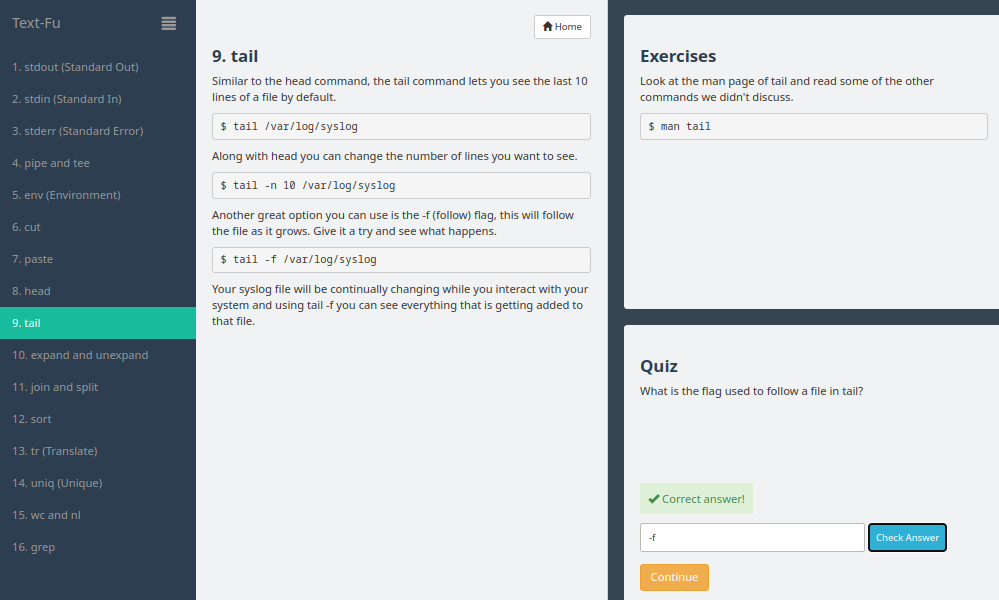 Text-Fu
1. stdout (Standard Out)
2. stdin (Standard In)
3. stderr (Standard Error)
4. pipe and tee
5. env (Environment)
6. cut
7. paste
8. head
9. tail
10. expand and unexpand
11. join and split
12. sort
13. tr (Translate)
14. uniq (Unique)
15. wc and nl
16. grep
Home
9. tail
Similar to the head command, the tail command lets you see the last 10
lines of a file by default.
$ tail /var/log/syslog
Along with head you can change the number of lines you want to see.
$ tail -n 10 /var/log/syslog
Another great option you can use is the -f (follow) flag, this will follow
the file as it grows. Give it a try and see what happens.
$ tail -f /var/log/syslog
Your syslog file will be continually changing while you interact with your
system and using tail -f you can see everything that is getting added to
that file.
Exercises
Look at the man page of tail and read some of the other
commands we didn't discuss.
$ man tail
Quiz
What is the flag used to follow a file in tail?
Correct answer!
-f
Check Answer
Continue